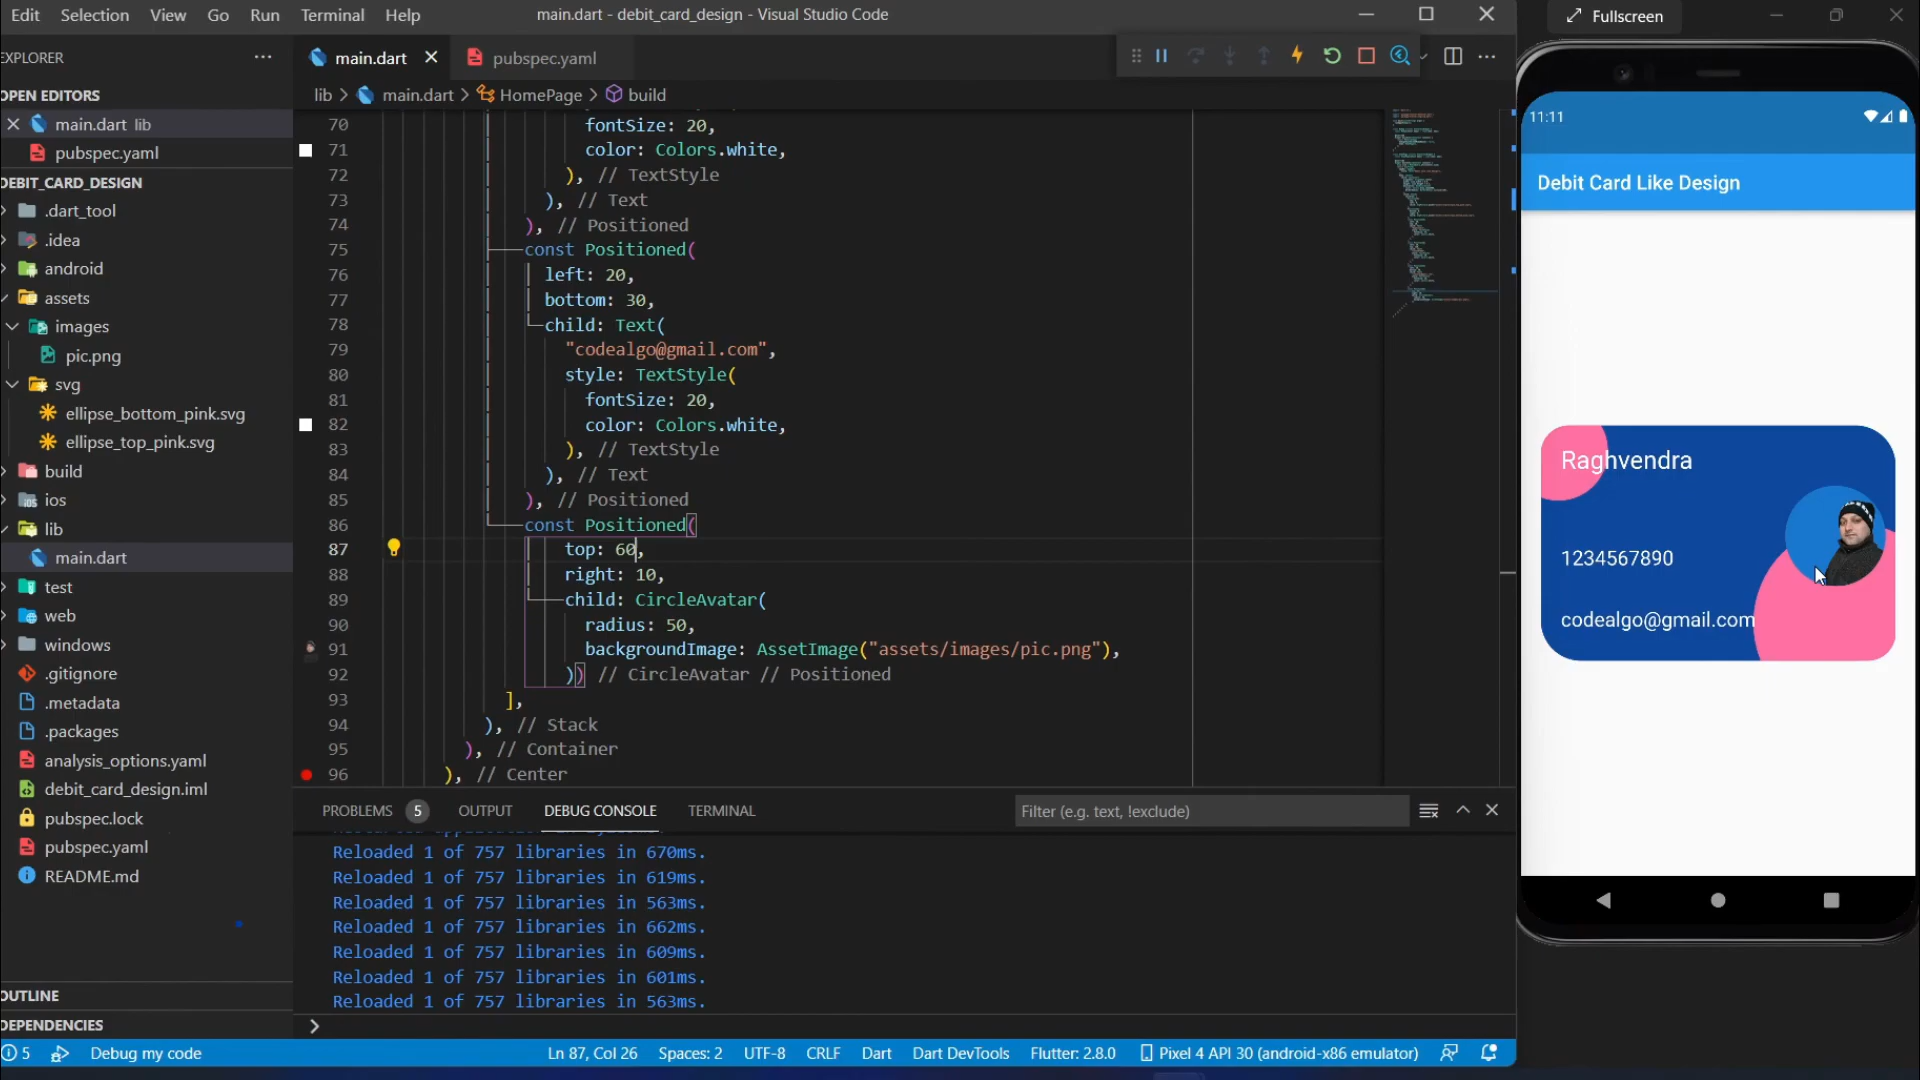 Edit Selection View Go Run Terminal Help
main.dart - debit_card_design - Visual Studio Code
Fullscreen
EXPLORER
main.dart
pubspec.yaml
lib > main.dart > HomePage > build
OPEN EDITORS
main.dart lib
pubspec.yaml
DEBIT_CARD_DESIGN
.dart_tool
.idea
android
assets
images
pic.png
svg
ellipse_bottom_pink.svg
ellipse_top_pink.svg
build
ios
lib
main.dart
test
web
windows
.gitignore
.metadata
.packages
analysis_options.yaml
debit_card_design.iml
pubspec.lock
pubspec.yaml
README.md
OUTLINE
DEPENDENCIES
70 fontSize: 20,
71 color: Colors.white,
72 ), // TextStyle
73 ), // Text
74 ), // Positioned
75 const Positioned(
76 left: 20,
77 bottom: 30,
78 child: Text(
79 "codealgo@gmail.com",
80 style: TextStyle(
81 fontSize: 20,
82 color: Colors.white,
83 ), // TextStyle
84 ), // Text
85 ), // Positioned
86 const Positioned(
87 top: 60,
88 right: 10,
89 child: CircleAvatar(
90 radius: 50,
91 backgroundImage: AssetImage("assets/images/pic.png"),
92 )) // CircleAvatar // Positioned
93 ],
94 ), // Stack
95 ), // Container
96 ), // Center
PROBLEMS 5 OUTPUT DEBUG CONSOLE TERMINAL
Filter (e.g. text, !exclude)
Reloaded 1 of 757 libraries in 670ms.
Reloaded 1 of 757 libraries in 619ms.
Reloaded 1 of 757 libraries in 563ms.
Reloaded 1 of 757 libraries in 662ms.
Reloaded 1 of 757 libraries in 609ms.
Reloaded 1 of 757 libraries in 601ms.
Reloaded 1 of 757 libraries in 563ms.
5 Debug my code Ln 87, Col 26 Spaces: 2 UTF-8 CRLF Dart Dart DevTools Flutter: 2.8.0 Pixel 4 API 30 (android-x86 emulator)
11:11
Debit Card Like Design
Raghvendra
1234567890
codealgo@gmail.com